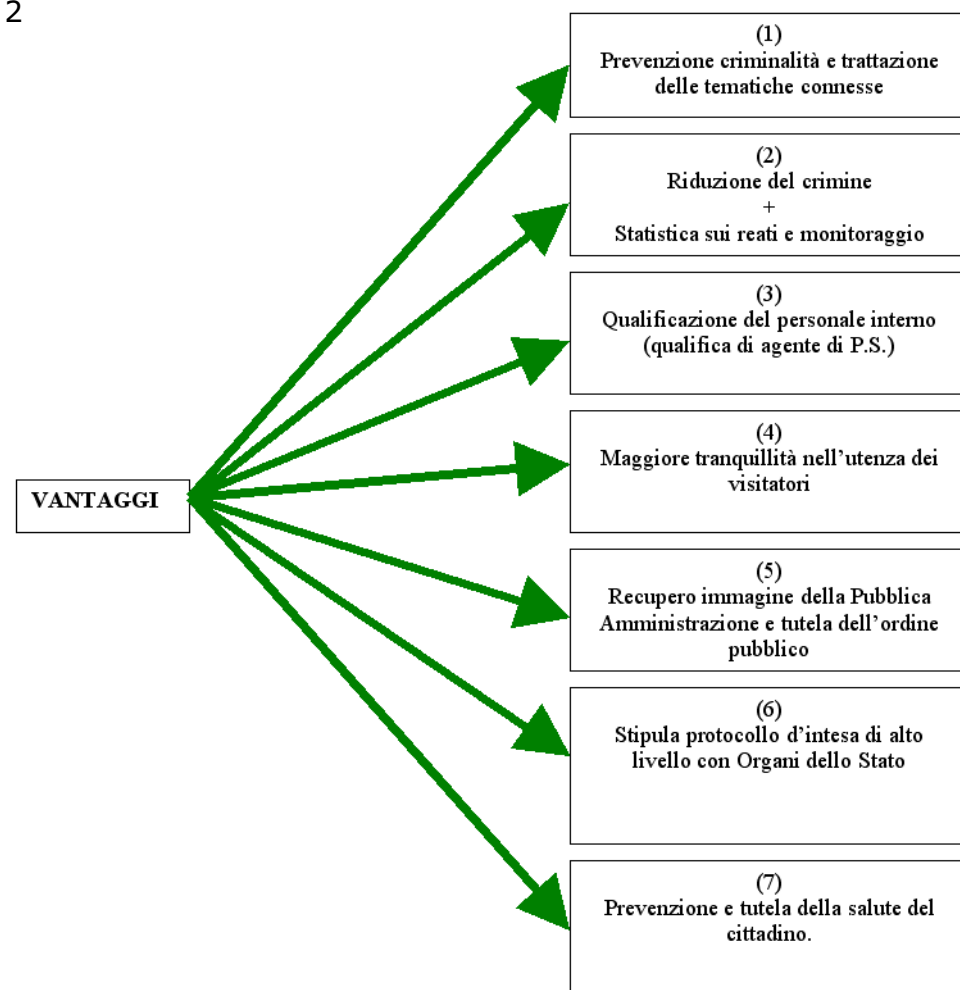 2
(1)
Prevenzione criminalità e trattazione
delle tematiche connesse
(2)
Riduzione del crimine
+
Statistica sui reati e monitoraggio
(3)
Qualificazione del personale interno
(qualifica di agente di P.S.)
(4)
Maggiore tranquillità nell'utenza dei
visitatori
VANTAGGI
(5)
Recupero immagine della Pubblica
Amministrazione e tutela dell'ordine
pubblico
(6)
Stipula protocollo d'intesa di alto
livello con Organi dello Stato
(7)
Prevenzione e tutela della salute del
cittadino.